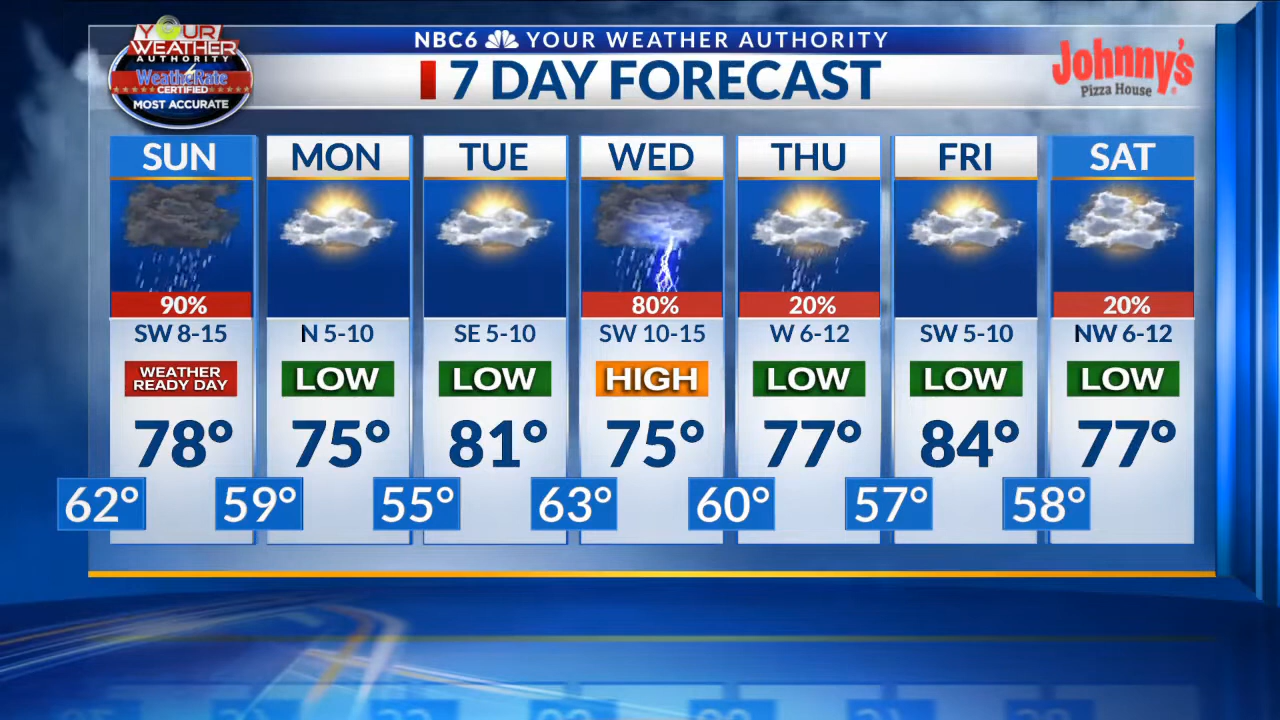 YOUR
WEATHER
AUTHORITY
WeatheRate
CERTIFIED
MOST ACCURATE
NBC6 YOUR WEATHER AUTHORITY
7 DAY FORECAST
Johnny's
Pizza House
SUN MON TUE WED THU FRI SAT
90% 80% 20% 20%
SW 8-15 N 5-10 SE 5-10 SW 10-15 W 6-12 SW 5-10 NW 6-12
WEATHER
READY DAY LOW LOW HIGH LOW LOW LOW
78° 75° 81° 75° 77° 84° 77°
62° 59° 55° 63° 60° 57° 58°